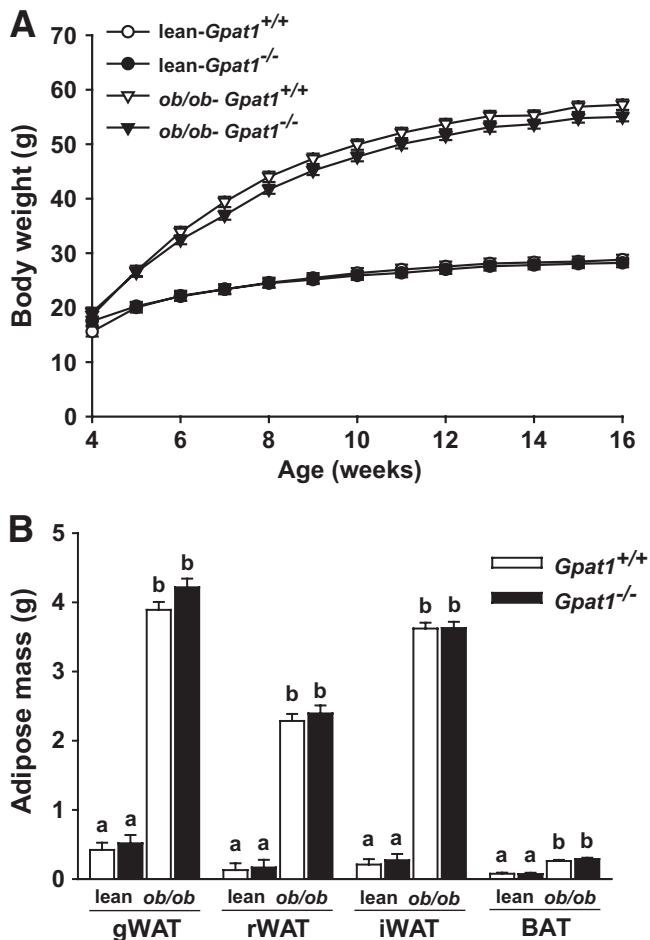 A
lean-Gpat1+/+
lean-Gpat1-/-
ob/ob- Gpat1+/+
ob/ob- Gpat1-/-
Body weight (g)
70
60
50
40
30
20
10
0
4 6 8 10 12 14 16
Age (weeks)
B
Gpat1+/+
Gpat1-/-
Adipose mass (g)
5
4
3
2
1
0
a a b b a a b b a a b b a a b b
lean ob/ob lean ob/ob lean ob/ob lean ob/ob
gWAT rWAT iWAT BAT